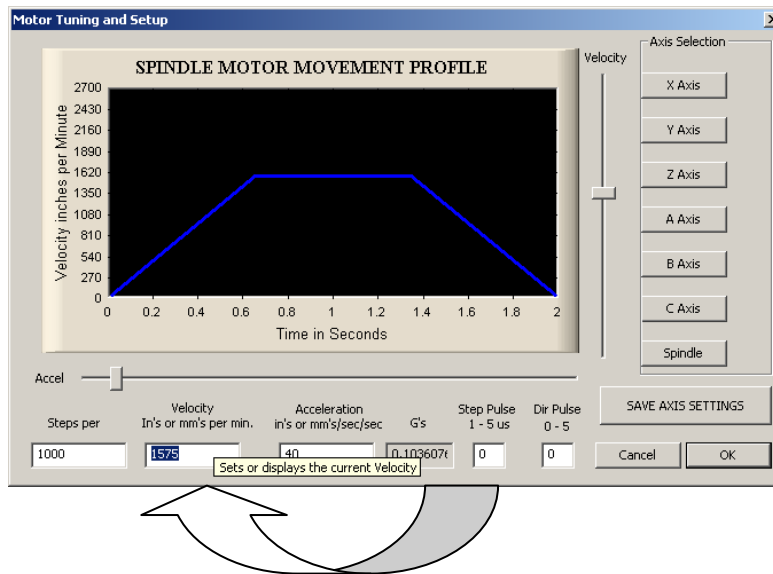 Motor Tuning and Setup
SPINDLE MOTOR MOVEMENT PROFILE
Velocity inches per Minute
2700
2430
2160
1890
1620
1350
1080
810
540
270
0
0 0.2 0.4 0.6 0.8 1 1.2 1.4 1.6 1.8 2
Time in Seconds
Velocity
Axis Selection
X Axis
Y Axis
Z Axis
A Axis
B Axis
C Axis
Spindle
Accel
SAVE AXIS SETTINGS
Steps per
Velocity
In's or mm's per min.
Acceleration
in's or mm's/sec/sec
G's
Step Pulse
1 - 5 us
Dir Pulse
0 - 5
1000 1575 40 0.103607 0 0
Sets or displays the current Velocity
Cancel OK